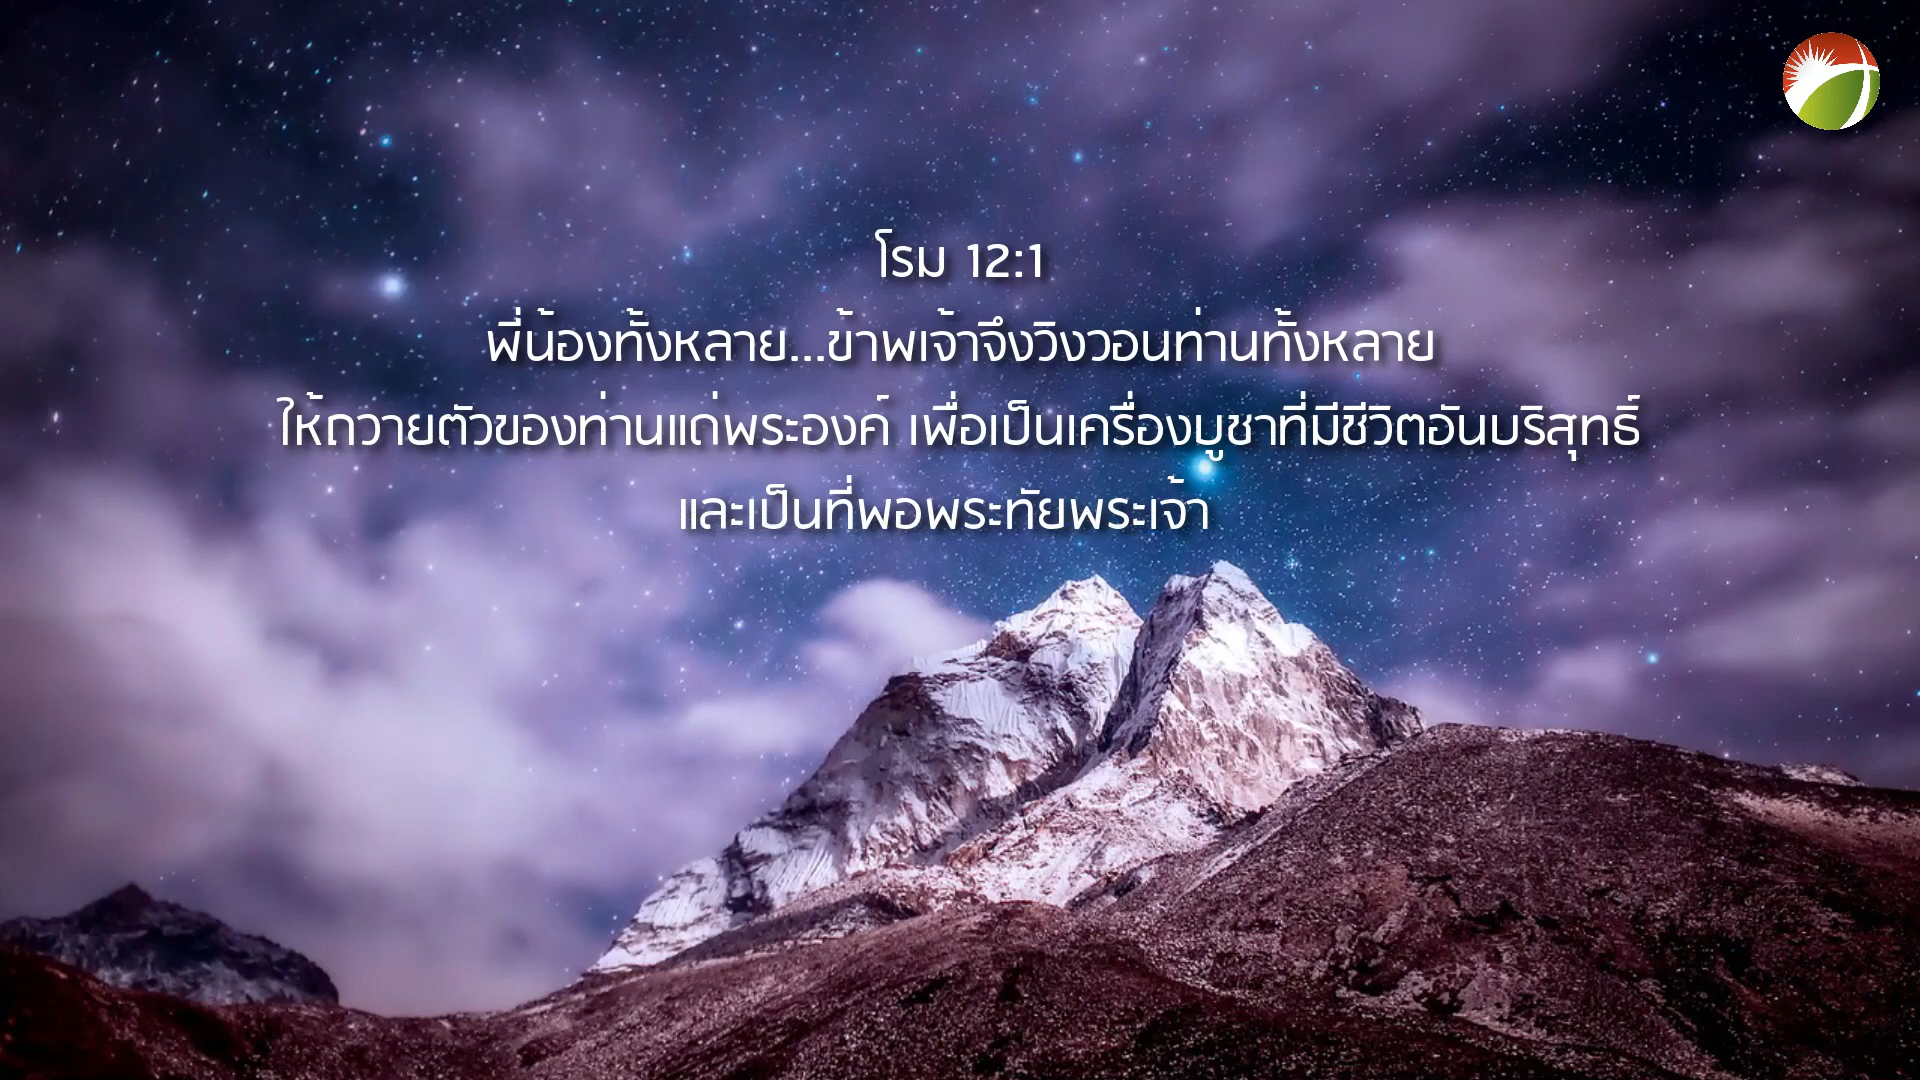 โรม 12:1
พี่น้องทั้งหลาย...ข้าพเจ้าจึงวิงวอนท่านทั้งหลาย
ให้ถวายตัวของท่านแด่พระองค์ เพื่อเป็นเครื่องบูชาที่มีชีวิตอันบริสุทธิ์
และเป็นที่พอพระทัยพระเจ้า